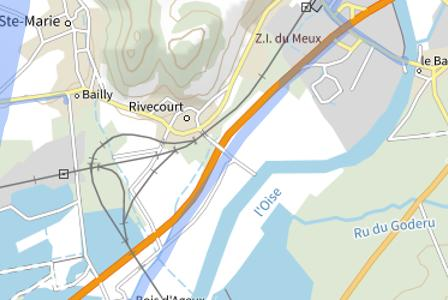 Ste-Marie
Z.I. du Meux
le Ba
Bailly
Rivecourt
l'Oise
Ru du Goderu
Bois-d'Ageux